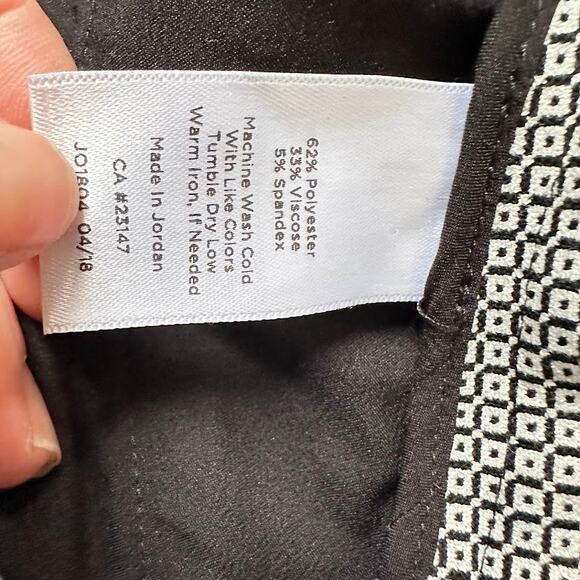 62% Polyester
33% Viscose
5% Spandex
Machine Wash Cold
With Like Colors
Tumble Dry Low
Warm Iron, If Needed
Made In Jordan
CA #23147
04/18